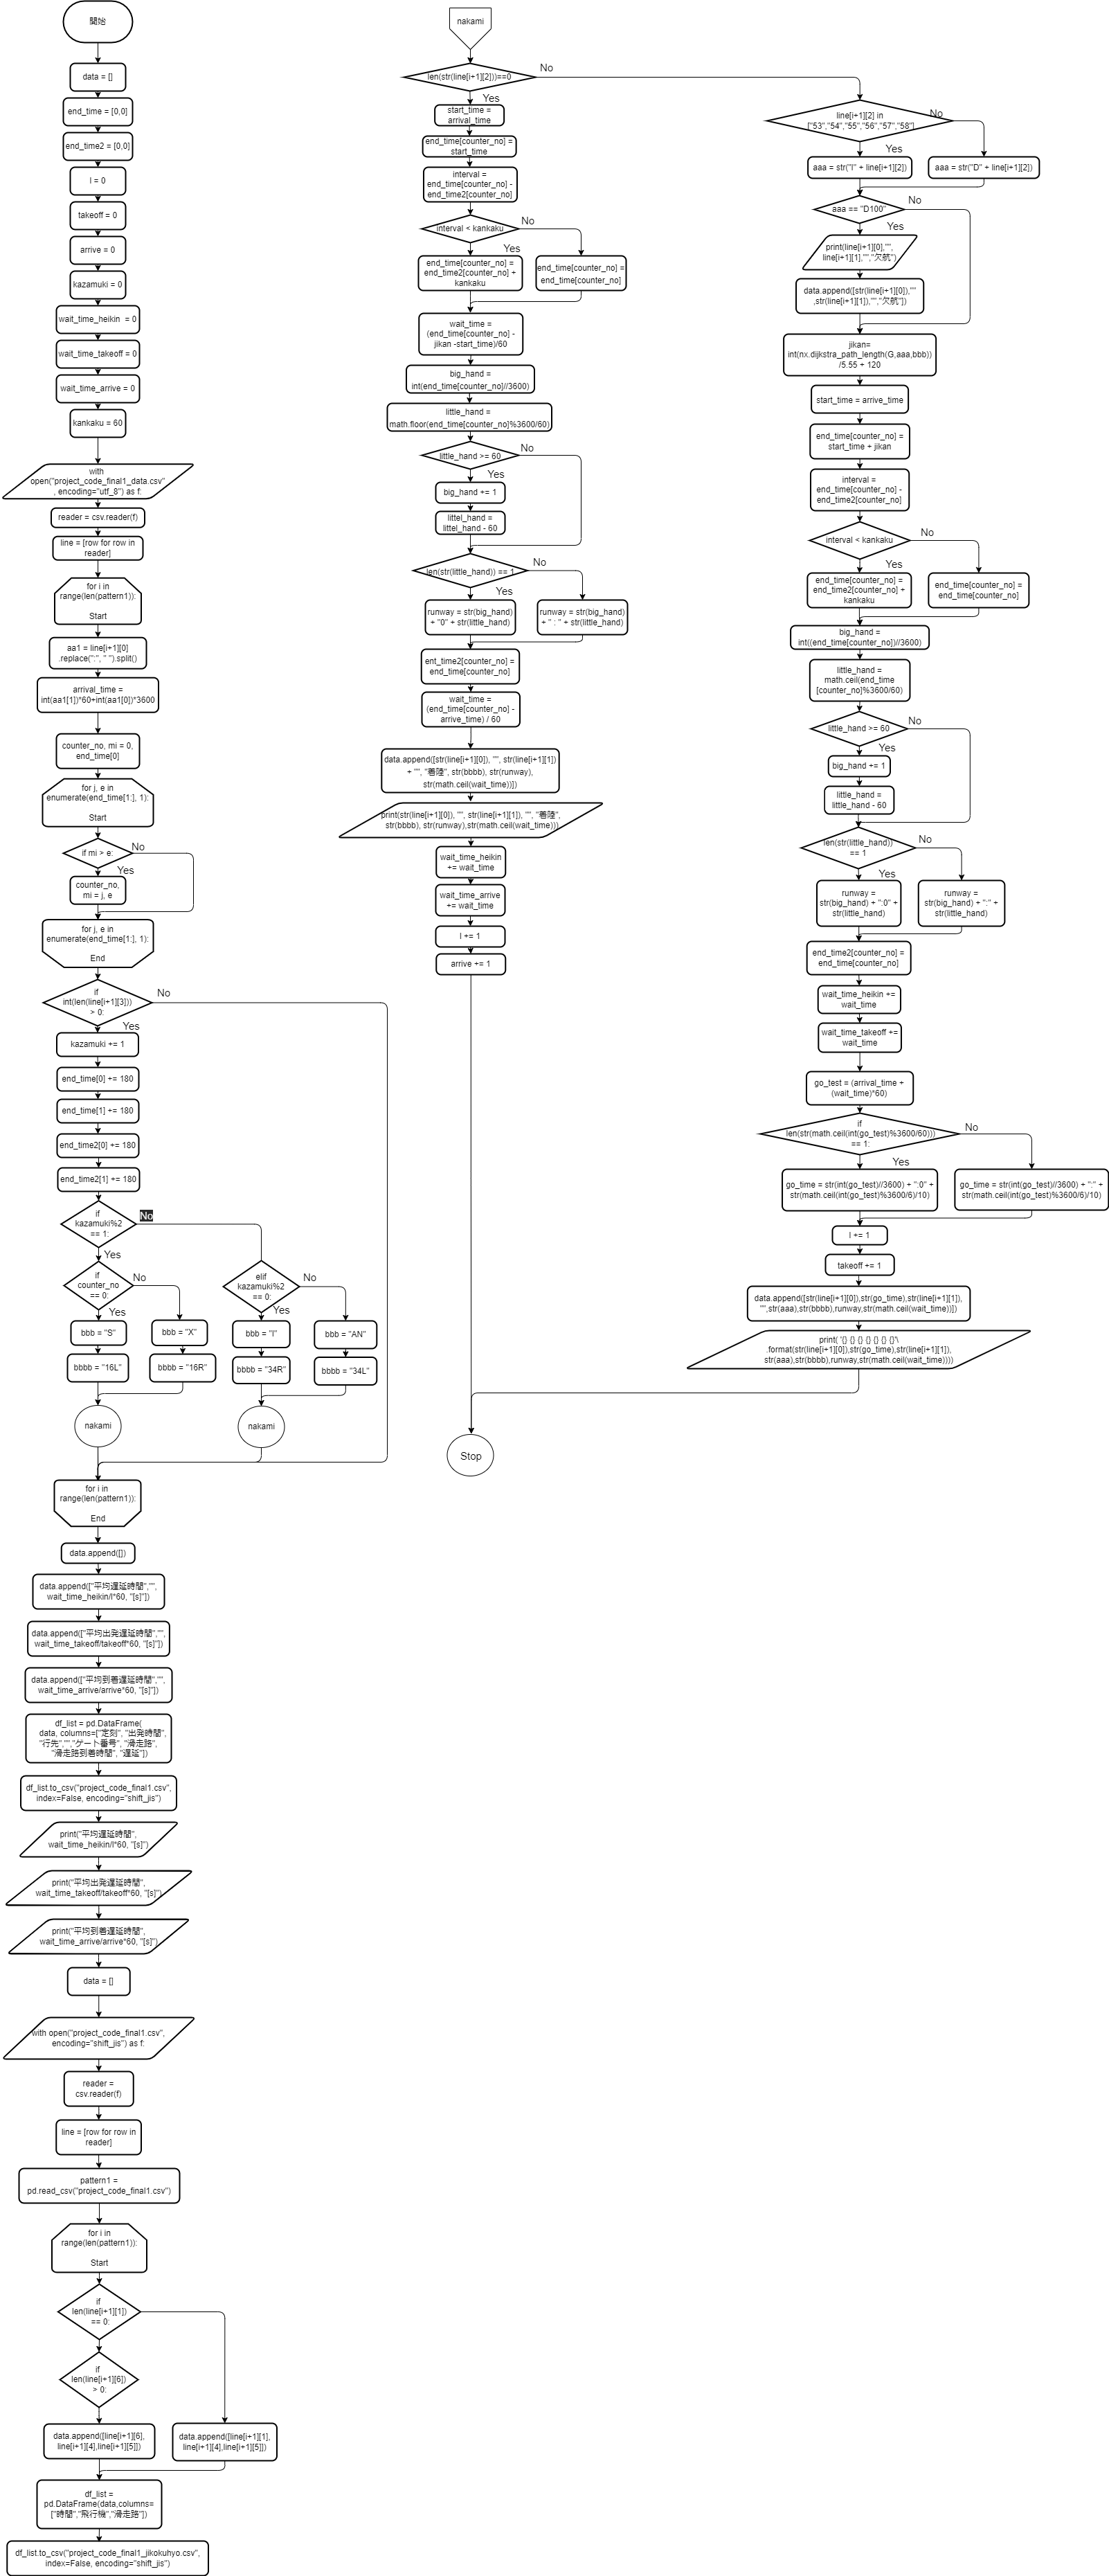 開始
data = []
end_time = [0,0]
end_time2 = [0,0]
l = 0
takeoff = 0
arrive = 0
kazamuki = 0
wait_time_heikin = 0
wait_time_takeoff = 0
wait_time_arrive = 0
kankaku = 60
with
open("project_code_final1_data.csv"
, encoding="utf_8") as f:
reader = csv.reader(f)
line = [row for row in
reader]
for i in
range(len(pattern1)):
Start
aa1 = line[i+1][0]
.replace(":", " ").split()
arrival_time =
int(aa1[1])*60+int(aa1[0])*3600
counter_no, mi = 0,
end_time[0]
for j, e in
enumerate(end_time[1:], 1):
Start
if mi > e:
No
Yes
counter_no,
mi = j, e
for j, e in
enumerate(end_time[1:], 1):
End
if
int(len(line[i+1][3]))
> 0:
No
Yes
kazamuki += 1
end_time[0] += 180
end_time[1] += 180
end_time2[0] += 180
end_time2[1] += 180
if
kazamuki%2
== 1:
No
Yes
if
counter_no
== 0:
No
Yes
elif
kazamuki%2
== 0:
No
Yes
bbb = "S"
bbb = "X"
bbb = "I"
bbb = "AN"
bbbb = "16L"
bbbb = "16R"
bbbb = "34R"
bbbb = "34L"
nakami
nakami
for i in
range(len(pattern1)):
End
data.append([])
data.append(["平均遅延時間","",
wait_time_heikin/l*60, "[s]"])
data.append(["平均出発遅延時間","",
wait_time_takeoff/takeoff*60, "[s]"])
data.append(["平均到着遅延時間","",
wait_time_arrive/arrive*60, "[s]"])
df_list = pd.DataFrame(
data, columns=["定刻", "出発時間",
"行先","","ゲート番号", "滑走路",
"滑走路到着時間", "遅延"])
df_list.to_csv("project_code_final1.csv",
index=False, encoding="shift_jis")
print("平均遅延時間",
wait_time_heikin/l*60, "[s]")
print("平均出発遅延時間",
wait_time_takeoff/takeoff*60, "[s]")
print("平均到着遅延時間",
wait_time_arrive/arrive*60, "[s]")
data = []
with open("project_code_final1.csv",
encoding="shift_jis") as f:
reader =
csv.reader(f)
line = [row for row in
reader]
pattern1 =
pd.read_csv("project_code_final1.csv")
for i in
range(len(pattern1)):
Start
if
len(line[i+1][1])
== 0:
if
len(line[i+1][6])
> 0:
data.append([line[i+1][6],
line[i+1][4],line[i+1][5]])
data.append([line[i+1][1],
line[i+1][4],line[i+1][5]])
df_list =
pd.DataFrame(data,columns=
["時間","飛行機","滑走路"])
df_list.to_csv("project_code_final1_jikokuhyo.csv",
index=False, encoding="shift_jis")
nakami
len(str(line[i+1][2]))==0
No
Yes
start_time =
arrival_time
end_time[counter_no] =
start_time
interval =
end_time[counter_no] -
end_time2[counter_no]
interval < kankaku
No
Yes
end_time[counter_no] =
end_time2[counter_no] +
kankaku
end_time[counter_no] =
end_time[counter_no]
wait_time =
(end_time[counter_no] -
jikan -start_time)/60
big_hand =
int(end_time[counter_no]//3600)
little_hand =
math.floor(end_time[counter_no]%3600/60)
little_hand >= 60
No
Yes
big_hand += 1
littel_hand =
littel_hand - 60
len(str(little_hand)) == 1
No
Yes
runway = str(big_hand)
+ "0" + str(little_hand)
runway = str(big_hand)
+ " : " + str(little_hand)
ent_time2[counter_no] =
end_time[counter_no]
wait_time =
(end_time[counter_no] -
arrive_time) / 60
data.append([str(line[i+1][0]), "", str(line[i+1][1])
+ "", "着陸", str(bbbb), str(runway),
str(math.ceil(wait_time))])
print(str(line[i+1][0]), "", str(line[i+1][1]), "", "着陸",
str(bbbb), str(runway),str(math.ceil(wait_time)))
wait_time_heikin
+= wait_time
wait_time_arrive
+= wait_time
l += 1
arrive += 1
Stop
line[i+1][2] in
["53","54","55","56","57","58"]
No
Yes
aaa = str("I" + line[i+1][2])
aaa = str("D" + line[i+1][2])
aaa == "D100"
No
Yes
print(line[i+1][0],"",
line[i+1][1],"","欠航")
data.append([str(line[i+1][0]),""
,str(line[i+1][1]),"","欠航"])
jikan=
int(nx.dijkstra_path_length(G,aaa,bbb))
/5.55 + 120
start_time = arrive_time
end_time[counter_no] =
start_time + jikan
interval =
end_time[counter_no] -
end_time2[counter_no]
interval < kankaku
No
Yes
end_time[counter_no] =
end_time2[counter_no] +
kankaku
end_time[counter_no] =
end_time[counter_no]
big_hand =
int((end_time[counter_no])//3600)
little_hand =
math.ceil(end_time
[counter_no]%3600/60)
little_hand >= 60
No
Yes
big_hand += 1
little_hand =
little_hand - 60
len(str(little_hand))
== 1
No
Yes
runway =
str(big_hand) + ":0" +
str(little_hand)
runway =
str(big_hand) + ":" +
str(little_hand)
end_time2[counter_no] =
end_time[counter_no]
wait_time_heikin +=
wait_time
wait_time_takeoff +=
wait_time
go_test = (arrival_time +
(wait_time)*60)
if
len(str(math.ceil(int(go_test)%3600/60)))
== 1:
No
Yes
go_time = str(int(go_test)//3600) + ":0" +
str(math.ceil(int(go_test)%3600/6)/10)
go_time = str(int(go_test)//3600) + ":" +
str(math.ceil(int(go_test)%3600/6)/10)
l += 1
takeoff += 1
data.append([str(line[i+1][0]),str(go_time),str(line[i+1][1]),
"",str(aaa),str(bbbb),runway,str(math.ceil(wait_time))])
print( '{} {} {} {} {} {} {}'\
.format(str(line[i+1][0]),str(go_time),str(line[i+1][1]),
str(aaa),str(bbbb),runway,str(math.ceil(wait_time))))